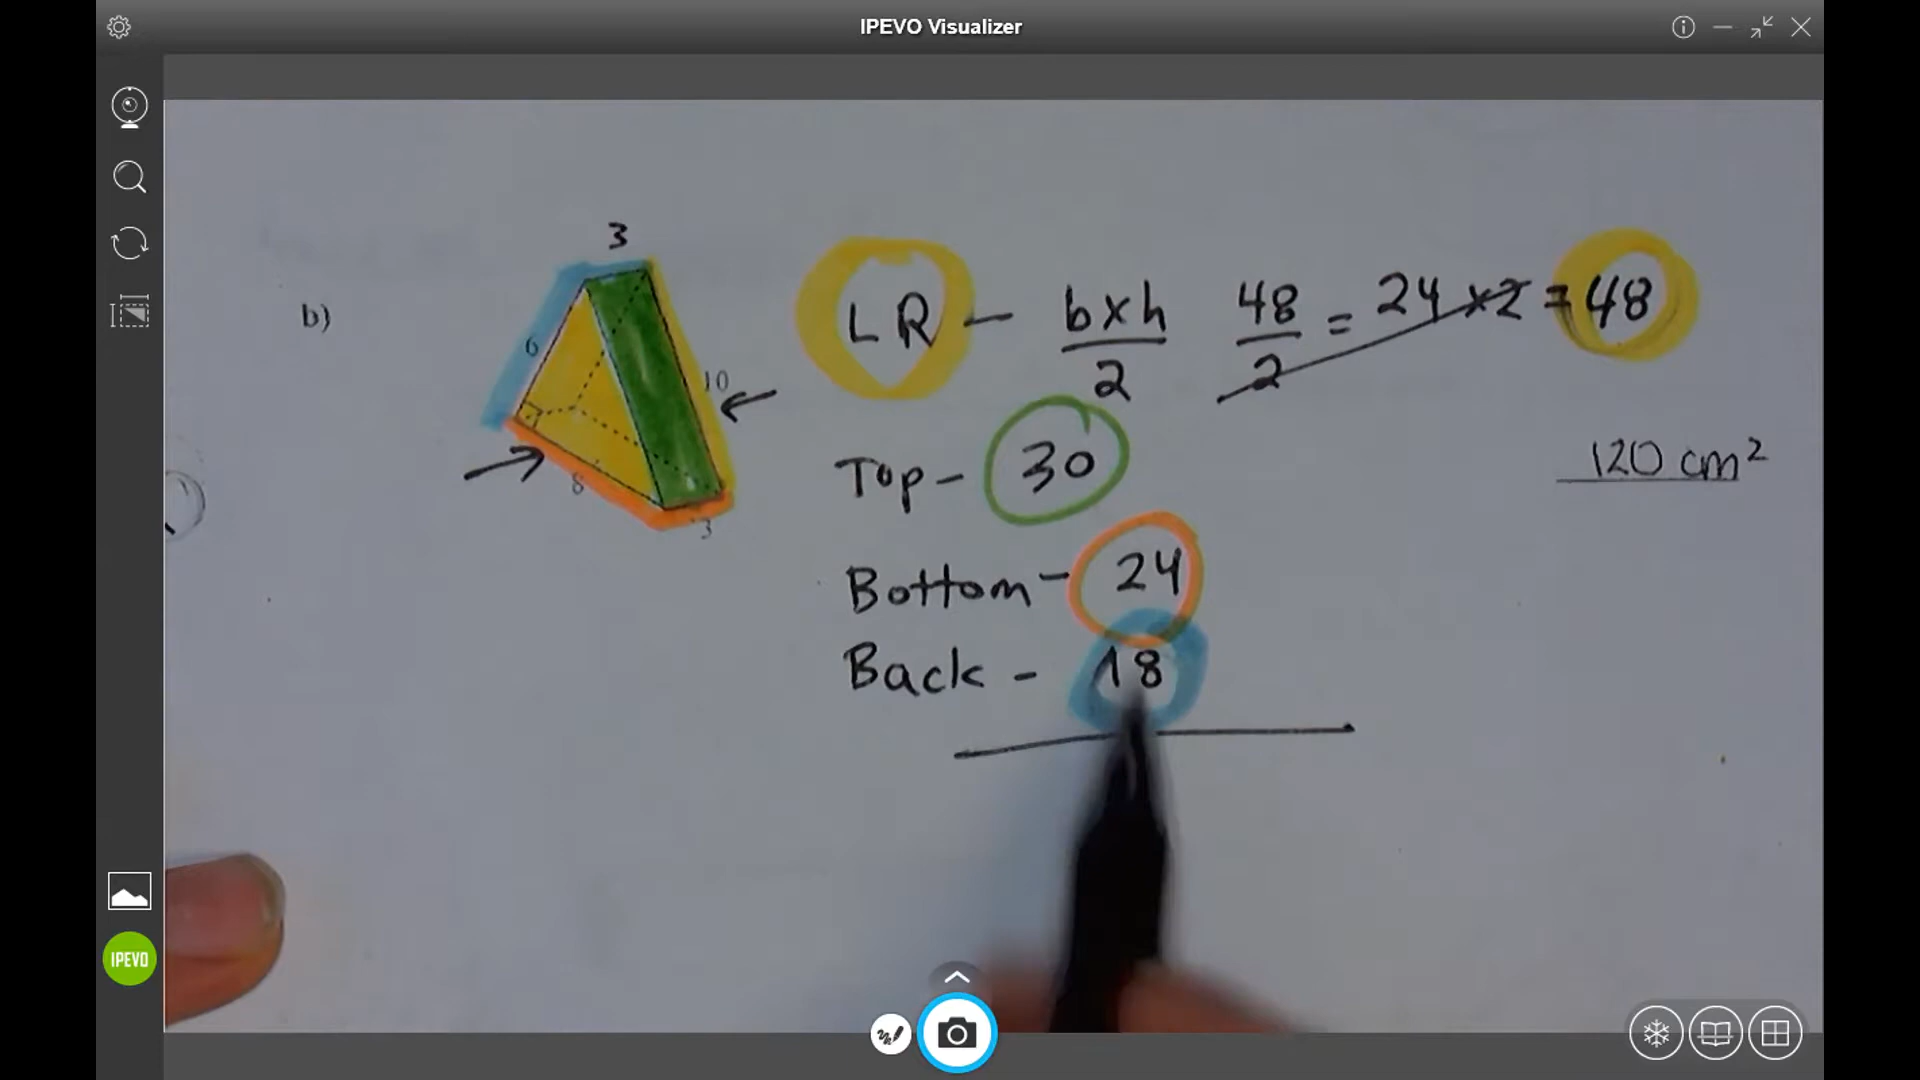 IPEVO Visualizer
b)
3
6
10
8
3
LR - b x h / 2 48 / 2 = 24 x 2 = 48
Top - 30
120 cm²
Bottom - 24
Back - 18
IPEVO